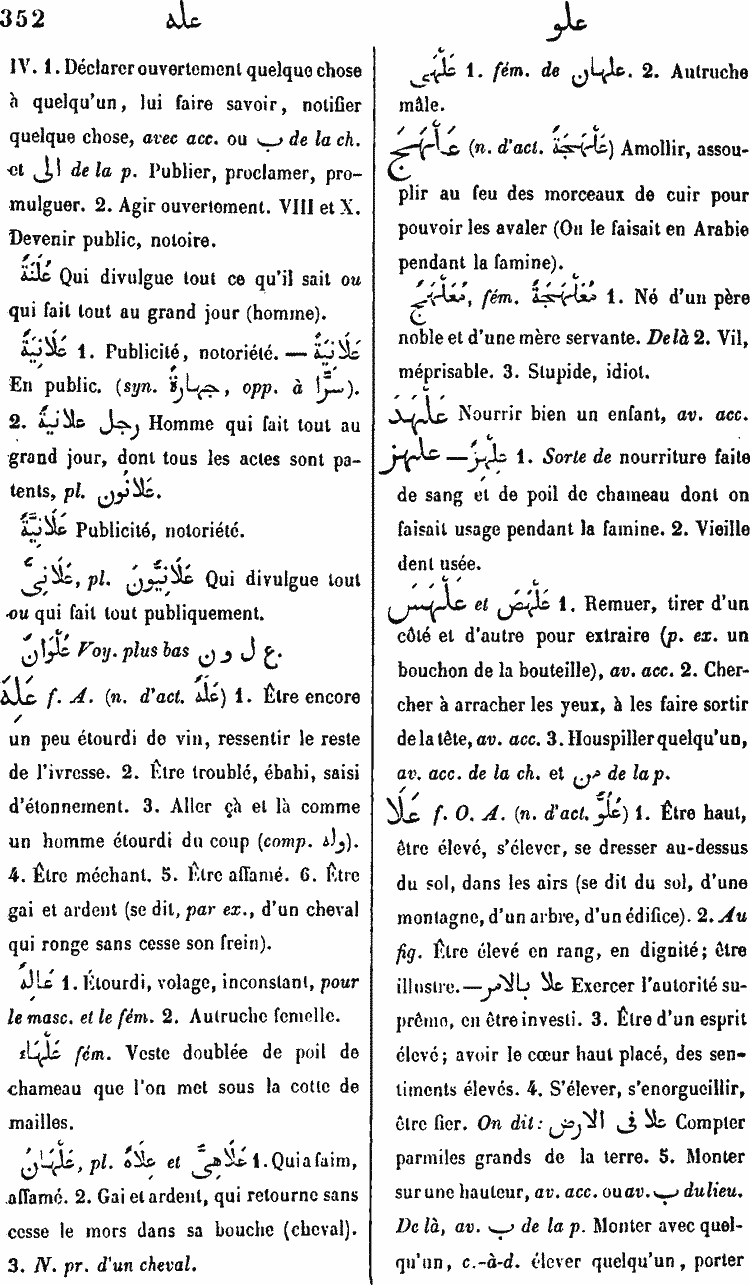 352
عله
علو
IV. 1. Déclarer ouvertement quelque chose
à quelqu'un, lui faire savoir, notifier
quelque chose, avec acc. ou ب de la ch.
et الى de la p. Publier, proclamer, pro-
mulguer. 2. Agir ouvertement. VIII et X.
Devenir public, notoire.
عُلَنَةٌ Qui divulgue tout ce qu'il sait ou
qui fait tout au grand jour (homme).
عَلَانِيَةٌ 1. Publicité, notoriété. — عَلَانِيَةً
En public. (syn. جهارةً, opp. à سرًّا).
2. رجل علانيةٌ Homme qui fait tout au
grand jour, dont tous les actes sont pa-
tents, pl. عَلَانُون.
عَلَانِيَّةٌ Publicité, notoriété.
عَلَانِيٌّ, pl. عَلَانِيُّونَ Qui divulgue tout
ou qui fait tout publiquement.
عُلْوَانٌ Voy. plus bas ع ل و ن.
عَلِهَ f. A. (n. d'act. عَلَهٌ) 1. Être encore
un peu étourdi de vin, ressentir le reste
de l'ivresse. 2. Être troublé, ébahi, saisi
d'étonnement. 3. Aller çà et là comme
un homme étourdi du coup (comp. وله).
4. Être méchant. 5. Être affamé. 6. Être
gai et ardent (se dit, par ex., d'un cheval
qui ronge sans cesse son frein).
عَالِهٌ 1. Étourdi, volage, inconstant, pour
le masc. et le fém. 2. Autruche femelle.
عَلْهَاءُ fém. Veste doublée de poil de
chameau que l'on met sous la cotte de
mailles.
عَلْهَانٌ, pl. عِلَاهٌ et عَلَاهِيُّ 1. Qui a faim,
affamé. 2. Gai et ardent, qui retourne sans
cesse le mors dans sa bouche (cheval).
3. N. pr. d'un cheval.
عَلْهَى 1. fém. de علهان. 2. Autruche
mâle.
عَلْهَجَ (n. d'act. عَلْهَجَةٌ) Amollir, assou-
plir au feu des morceaux de cuir pour
pouvoir les avaler (On le faisait en Arabie
pendant la famine).
مُعَلْهَجٌ, fém. مُعَلْهَجَةٌ 1. Né d'un père
noble et d'une mère servante. De là 2. Vil,
méprisable. 3. Stupide, idiot.
عَلْهَدَ Nourrir bien un enfant, av. acc.
علهز — عِلْهِزٌ 1. Sorte de nourriture faite
de sang et de poil de chameau dont on
faisait usage pendant la famine. 2. Vieille
dent usée.
عَلْهَسَ et عَلْهَضَ 1. Remuer, tirer d'un
côté et d'autre pour extraire (p. ex. un
bouchon de la bouteille), av. acc. 2. Cher-
cher à arracher les yeux, à les faire sortir
de la tête, av. acc. 3. Houspiller quelqu'un,
av. acc. de la ch. et من de la p.
عَلَا f. O. A. (n. d'act. عُلُوٌّ) 1. Être haut,
être élevé, s'élever, se dresser au-dessus
du sol, dans les airs (se dit du sol, d'une
montagne, d'un arbre, d'un édifice). 2. Au
fig. Être élevé en rang, en dignité; être
illustre. — علا بالامر Exercer l'autorité su-
prême, en être investi. 3. Être d'un esprit
élevé; avoir le cœur haut placé, des sen-
timents élevés. 4. S'élever, s'enorgueillir,
être fier. On dit: علا فى الارض Compter
parmi les grands de la terre. 5. Monter
sur une hauteur, av. acc. ou av. ب du lieu.
De là, av. ب de la p. Monter avec quel-
qu'un, c.-à-d. élever quelqu'un, porter